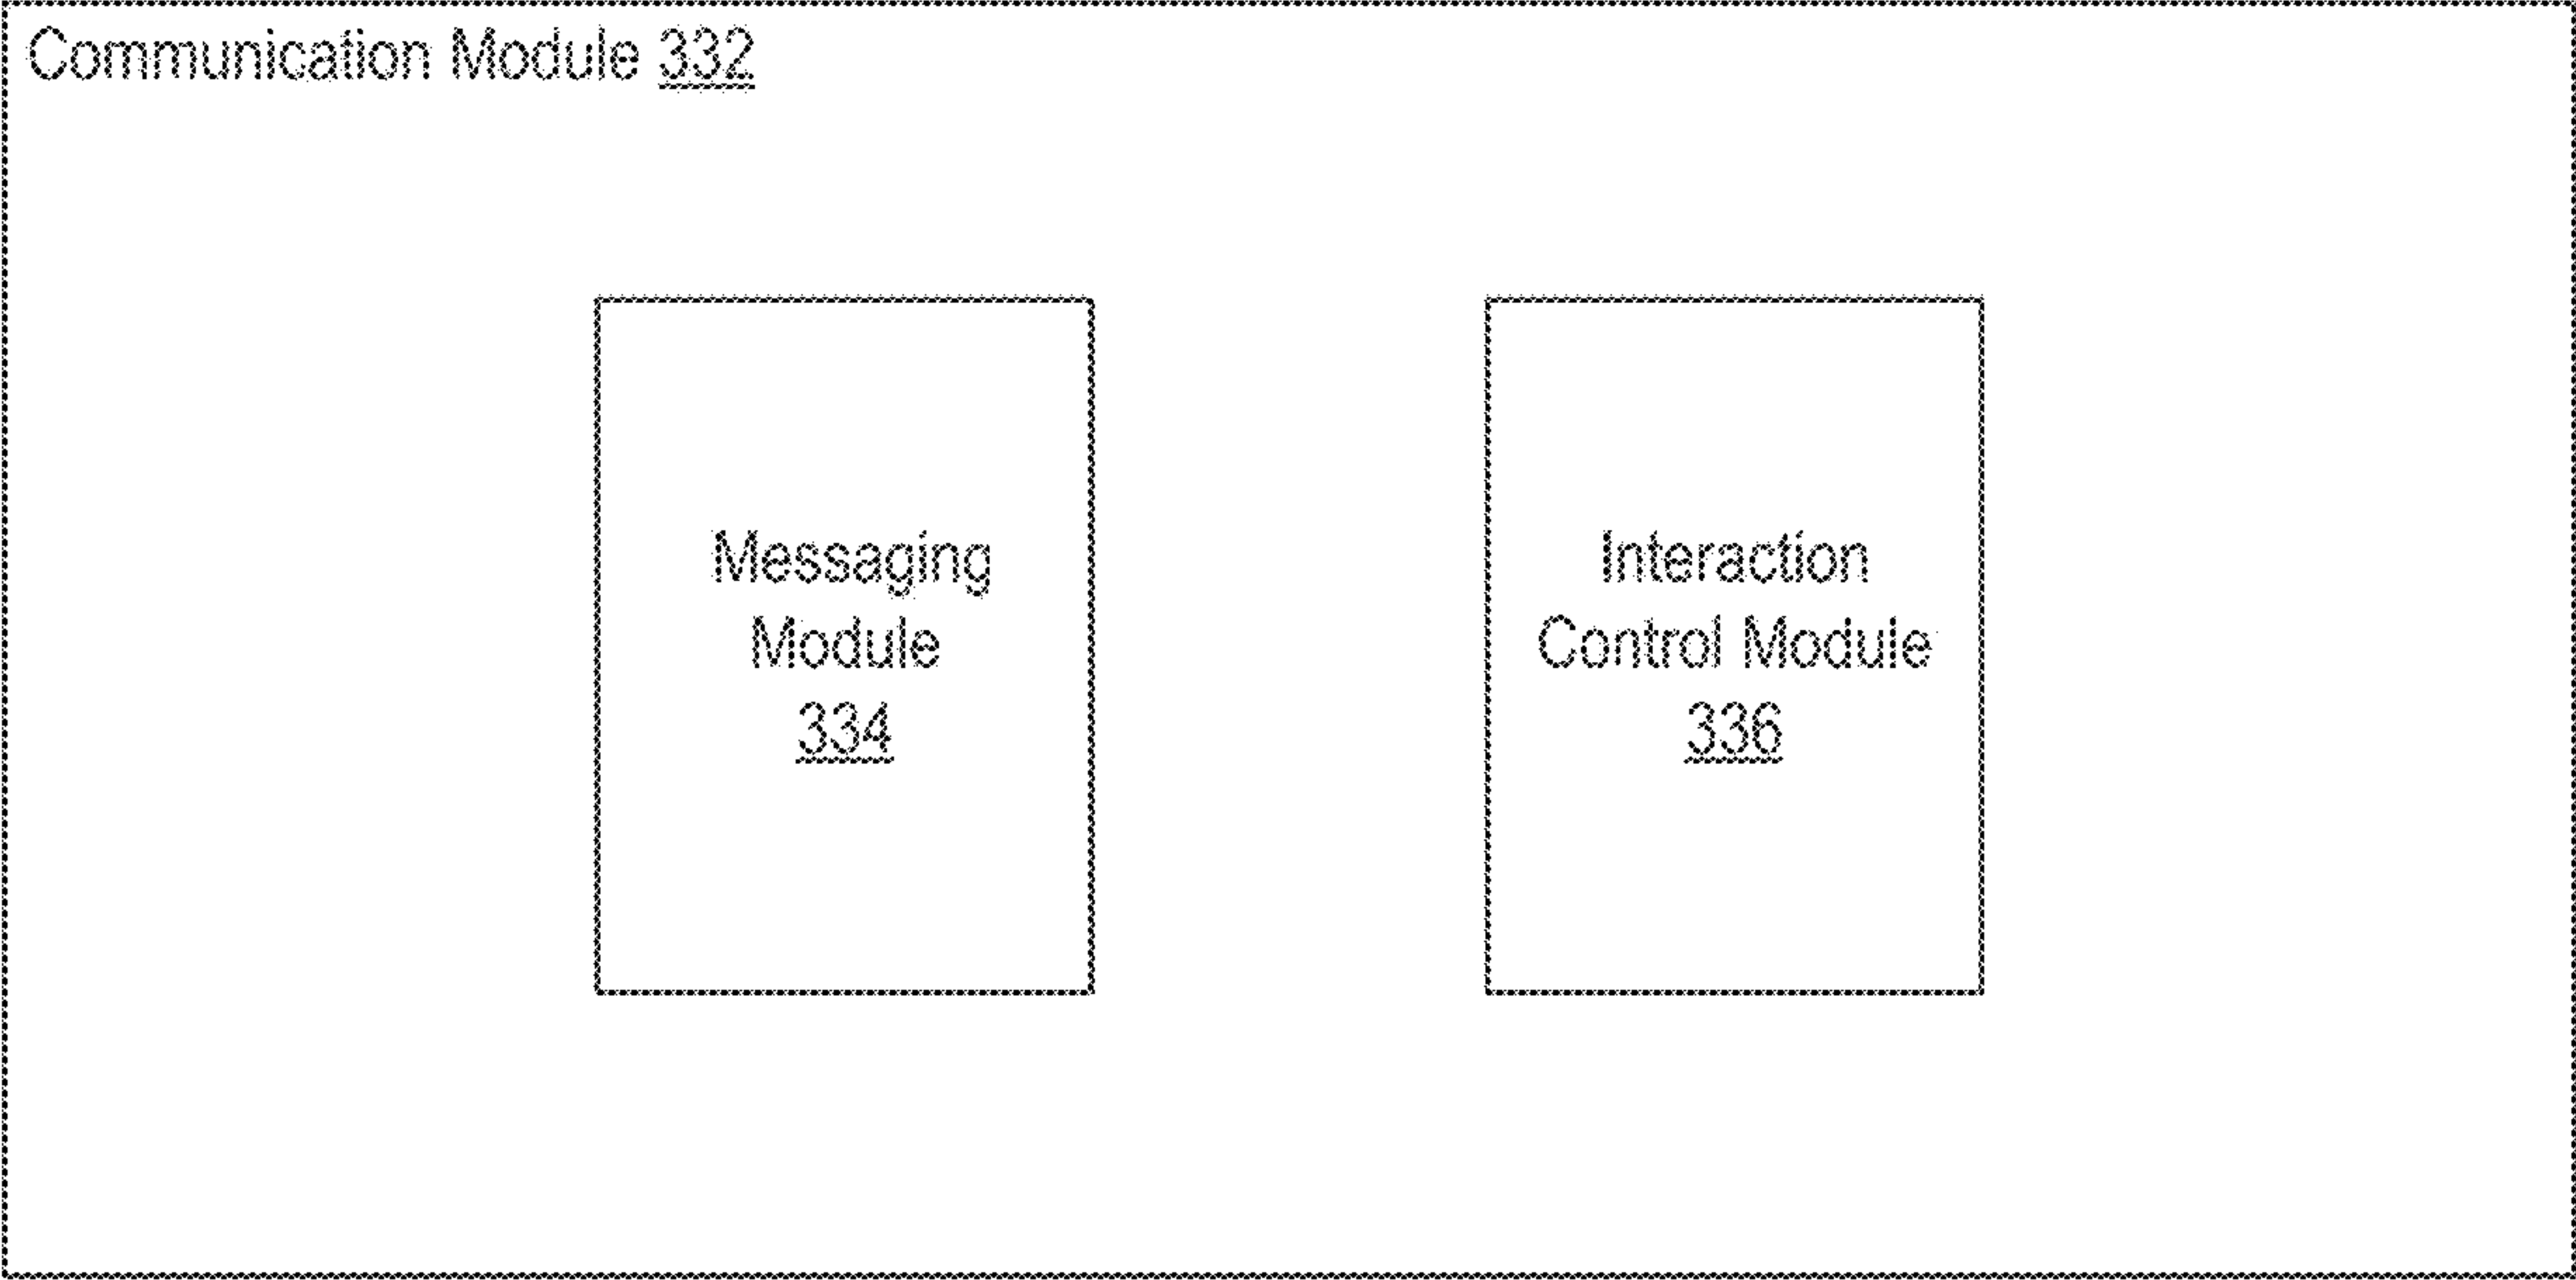 Communication Module 332
Messaging
Module
334
Interaction
Control Module
336